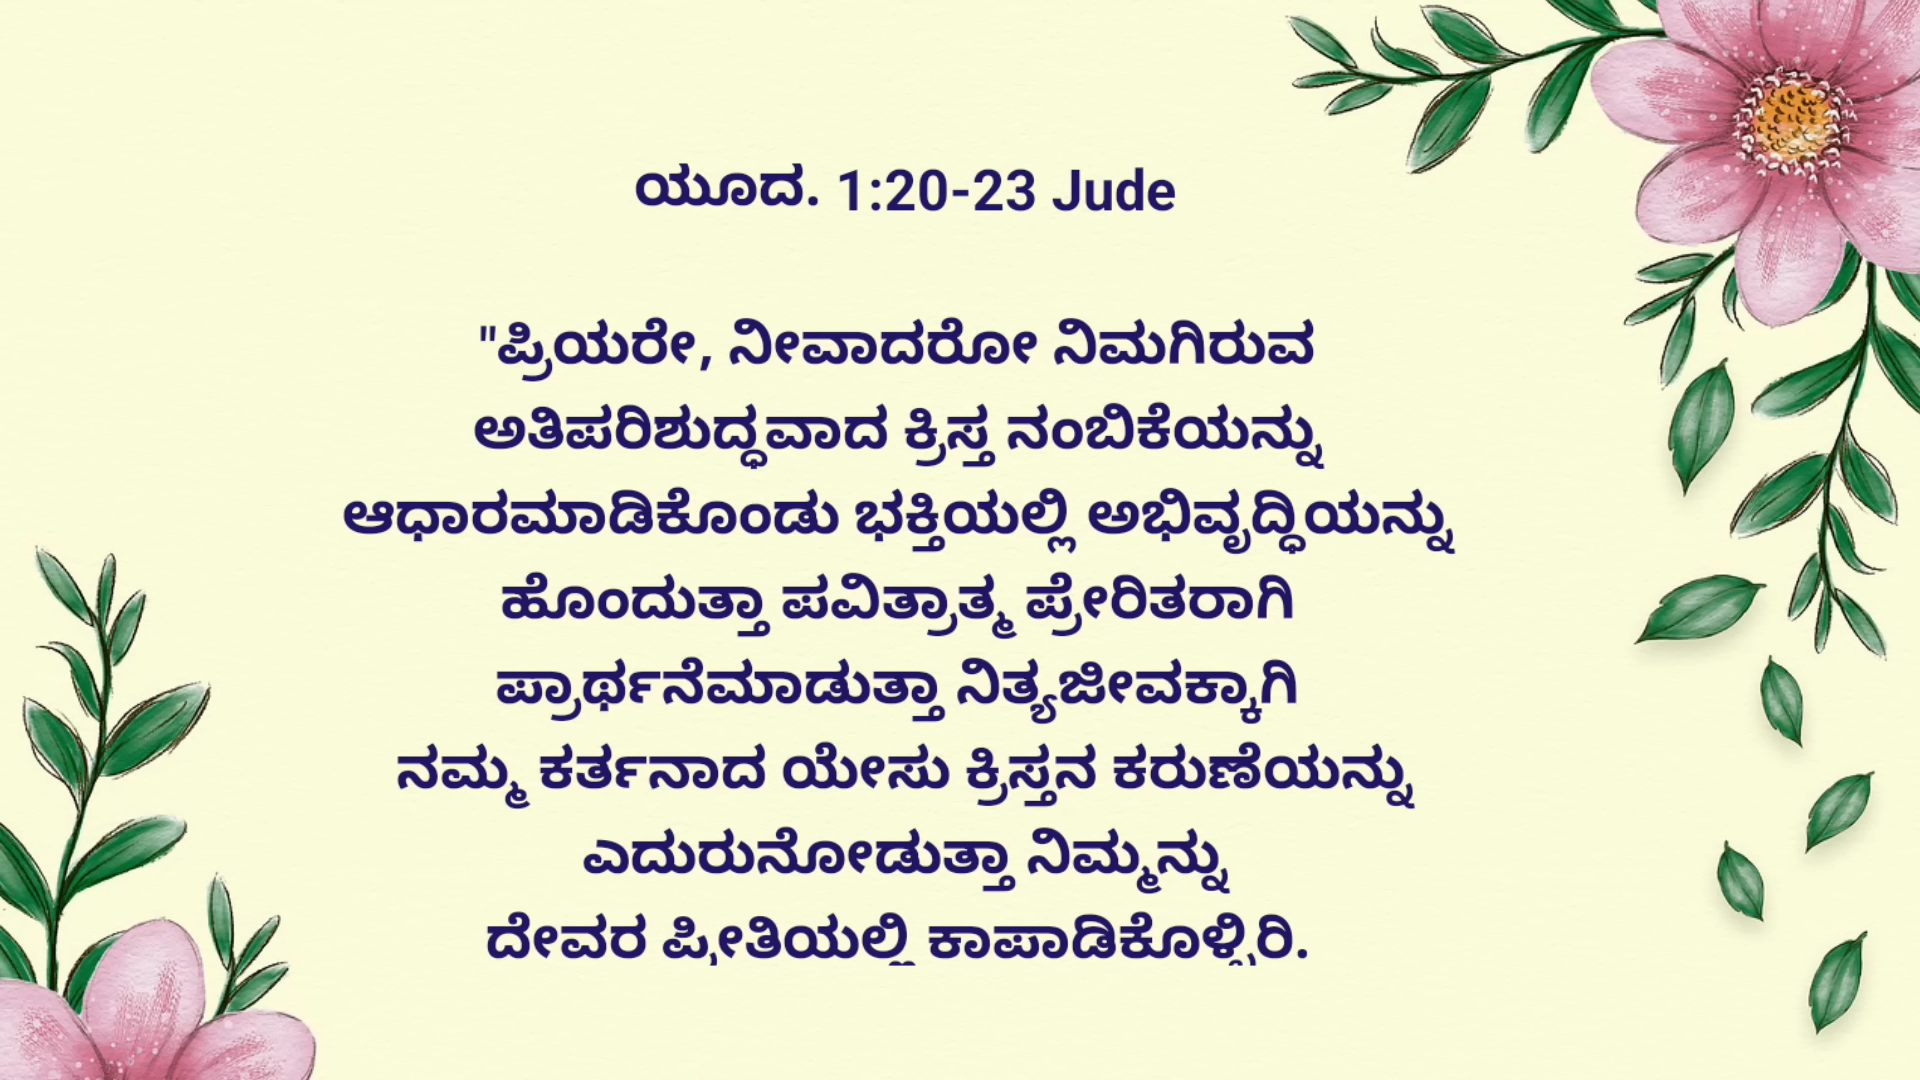 ಯೂದ. 1:20-23 Jude
"ಪ್ರಿಯರೇ, ನೀವಾದರೋ ನಿಮಗಿರುವ
ಅತಿಪರಿಶುದ್ಧವಾದ ಕ್ರಿಸ್ತ ನಂಬಿಕೆಯನ್ನು
ಆಧಾರಮಾಡಿಕೊಂಡು ಭಕ್ತಿಯಲ್ಲಿ ಅಭಿವೃದ್ಧಿಯನ್ನು
ಹೊಂದುತ್ತಾ ಪವಿತ್ರಾತ್ಮ ಪ್ರೇರಿತರಾಗಿ
ಪ್ರಾರ್ಥನೆಮಾಡುತ್ತಾ ನಿತ್ಯಜೀವಕ್ಕಾಗಿ
ನಮ್ಮ ಕರ್ತನಾದ ಯೇಸು ಕ್ರಿಸ್ತನ ಕರುಣೆಯನ್ನು
ಎದುರುನೋಡುತ್ತಾ ನಿಮ್ಮನ್ನು
ದೇವರ ಪ್ರೀತಿಯಲ್ಲಿ ಕಾಪಾಡಿಕೊಳ್ಳಿರಿ.